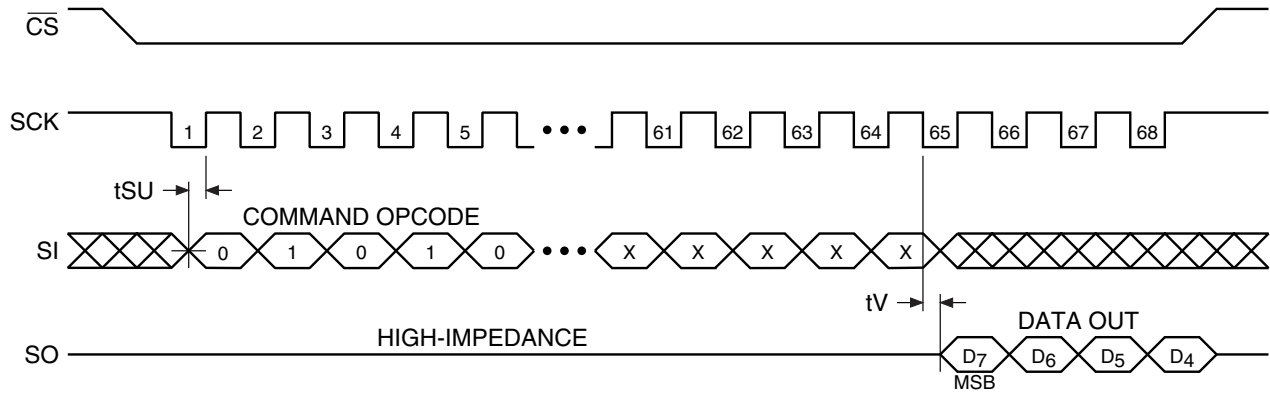 CS
SCK 1 2 3 4 5 ••• 61 62 63 64 65 66 67 68
tSU
COMMAND OPCODE
SI 0 1 0 1 0 ••• X X X X X
tV
HIGH-IMPEDANCE
DATA OUT
SO D7 D6 D5 D4
MSB